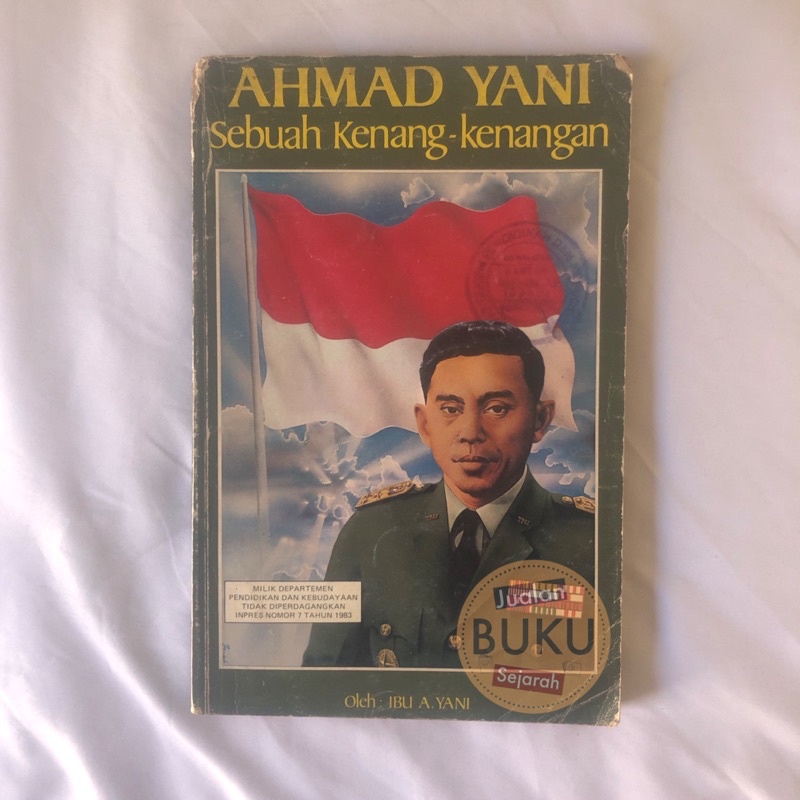 AHMAD YANI
Sebuah Kenang-kenangan
MILIK DEPARTEMEN
PENDIDIKAN DAN KEBUDAYAAN
TIDAK DIPERDAGANGKAN
INPRES NOMOR 7 TAHUN 1983
Jualan
BUKU
Sejarah
Oleh : IBU A. YANI